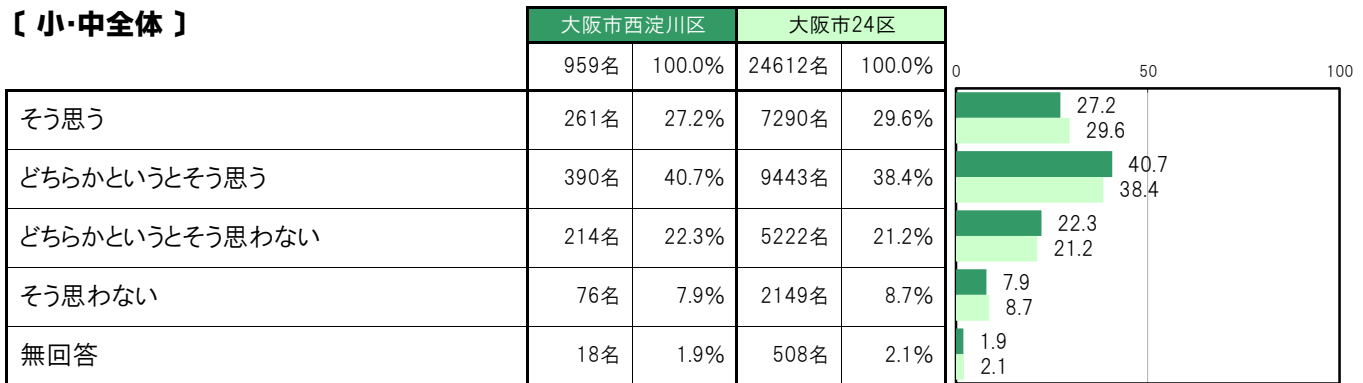 〔 小・中全体 〕
大阪市西淀川区 大阪市24区
959名 100.0% 24612名 100.0%
0 50 100
そう思う 261名 27.2% 7290名 29.6%
27.2
29.6
どちらかというとそう思う 390名 40.7% 9443名 38.4%
40.7
38.4
どちらかというとそう思わない 214名 22.3% 5222名 21.2%
22.3
21.2
そう思わない 76名 7.9% 2149名 8.7%
7.9
8.7
無回答 18名 1.9% 508名 2.1%
1.9
2.1